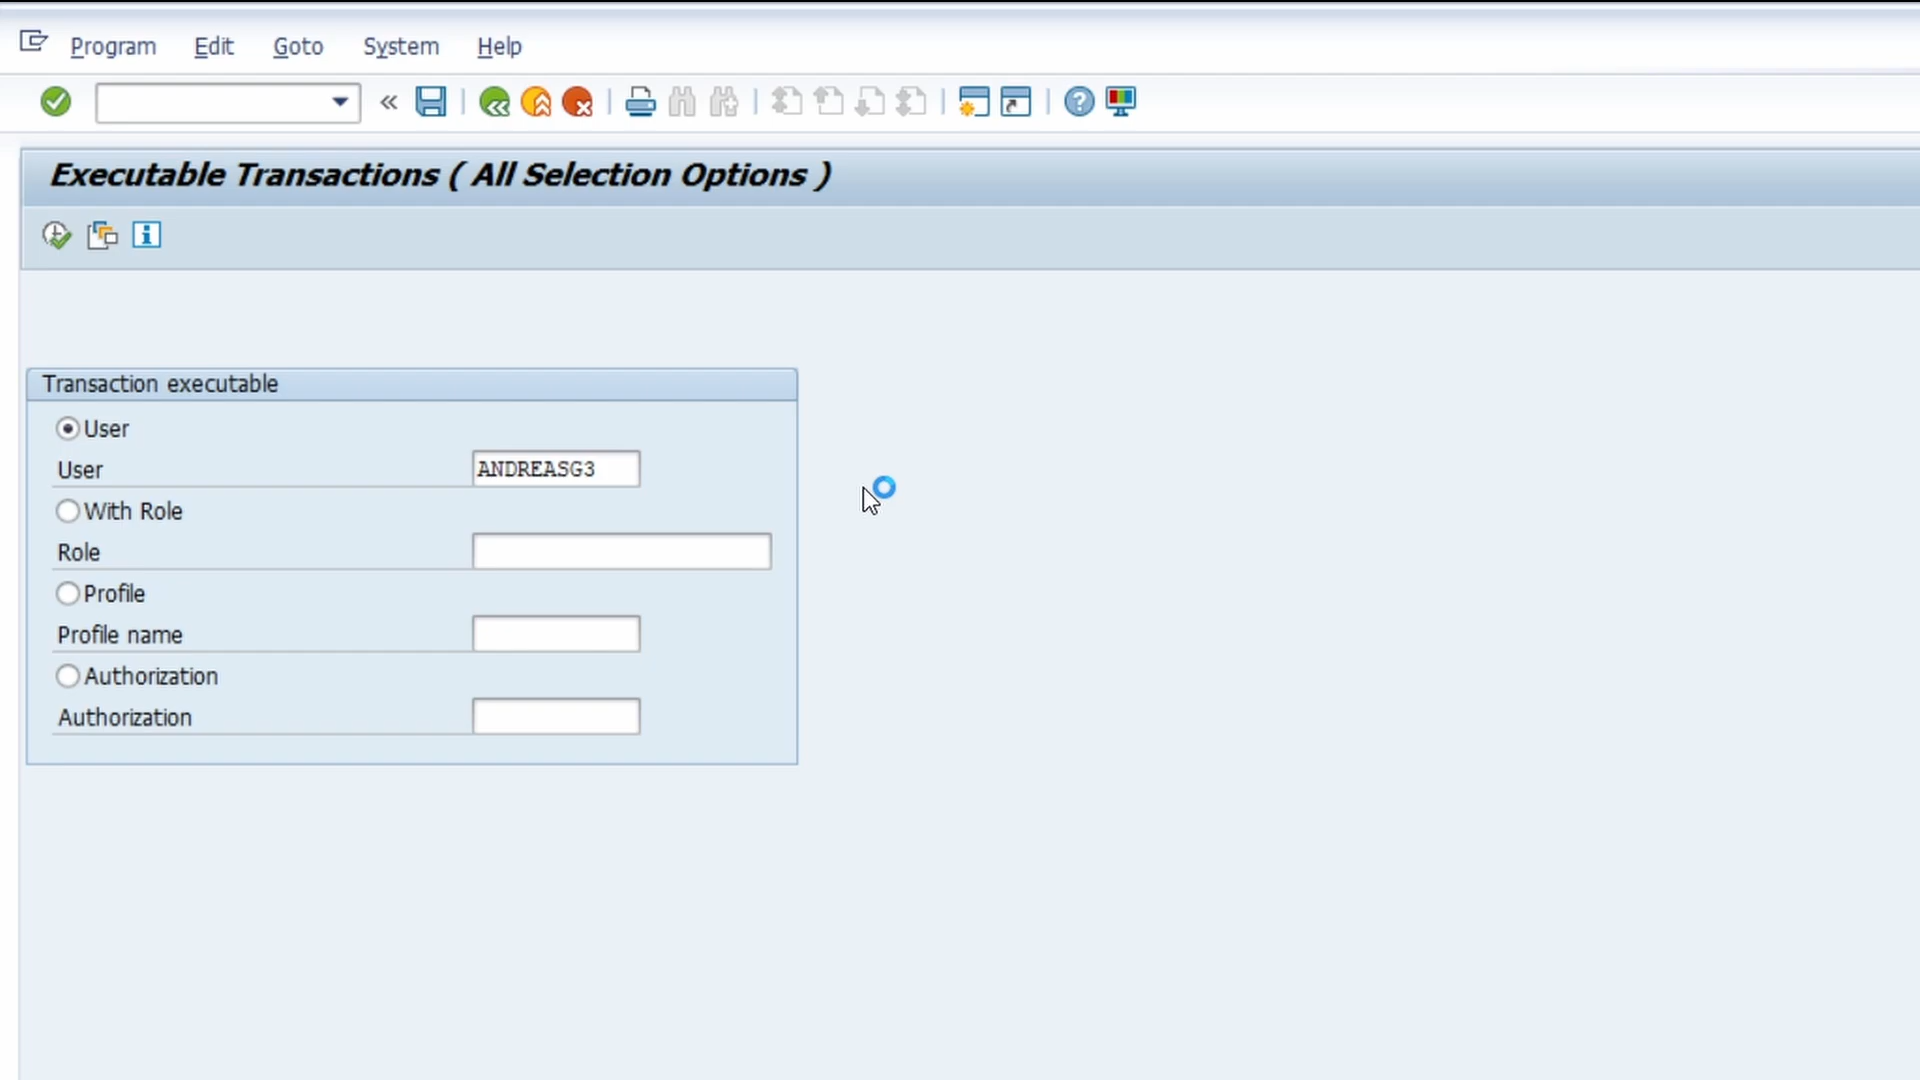 Program Edit Goto System Help
Executable Transactions ( All Selection Options )
Transaction executable
User
User ANDREASG3
With Role
Role
Profile
Profile name
Authorization
Authorization